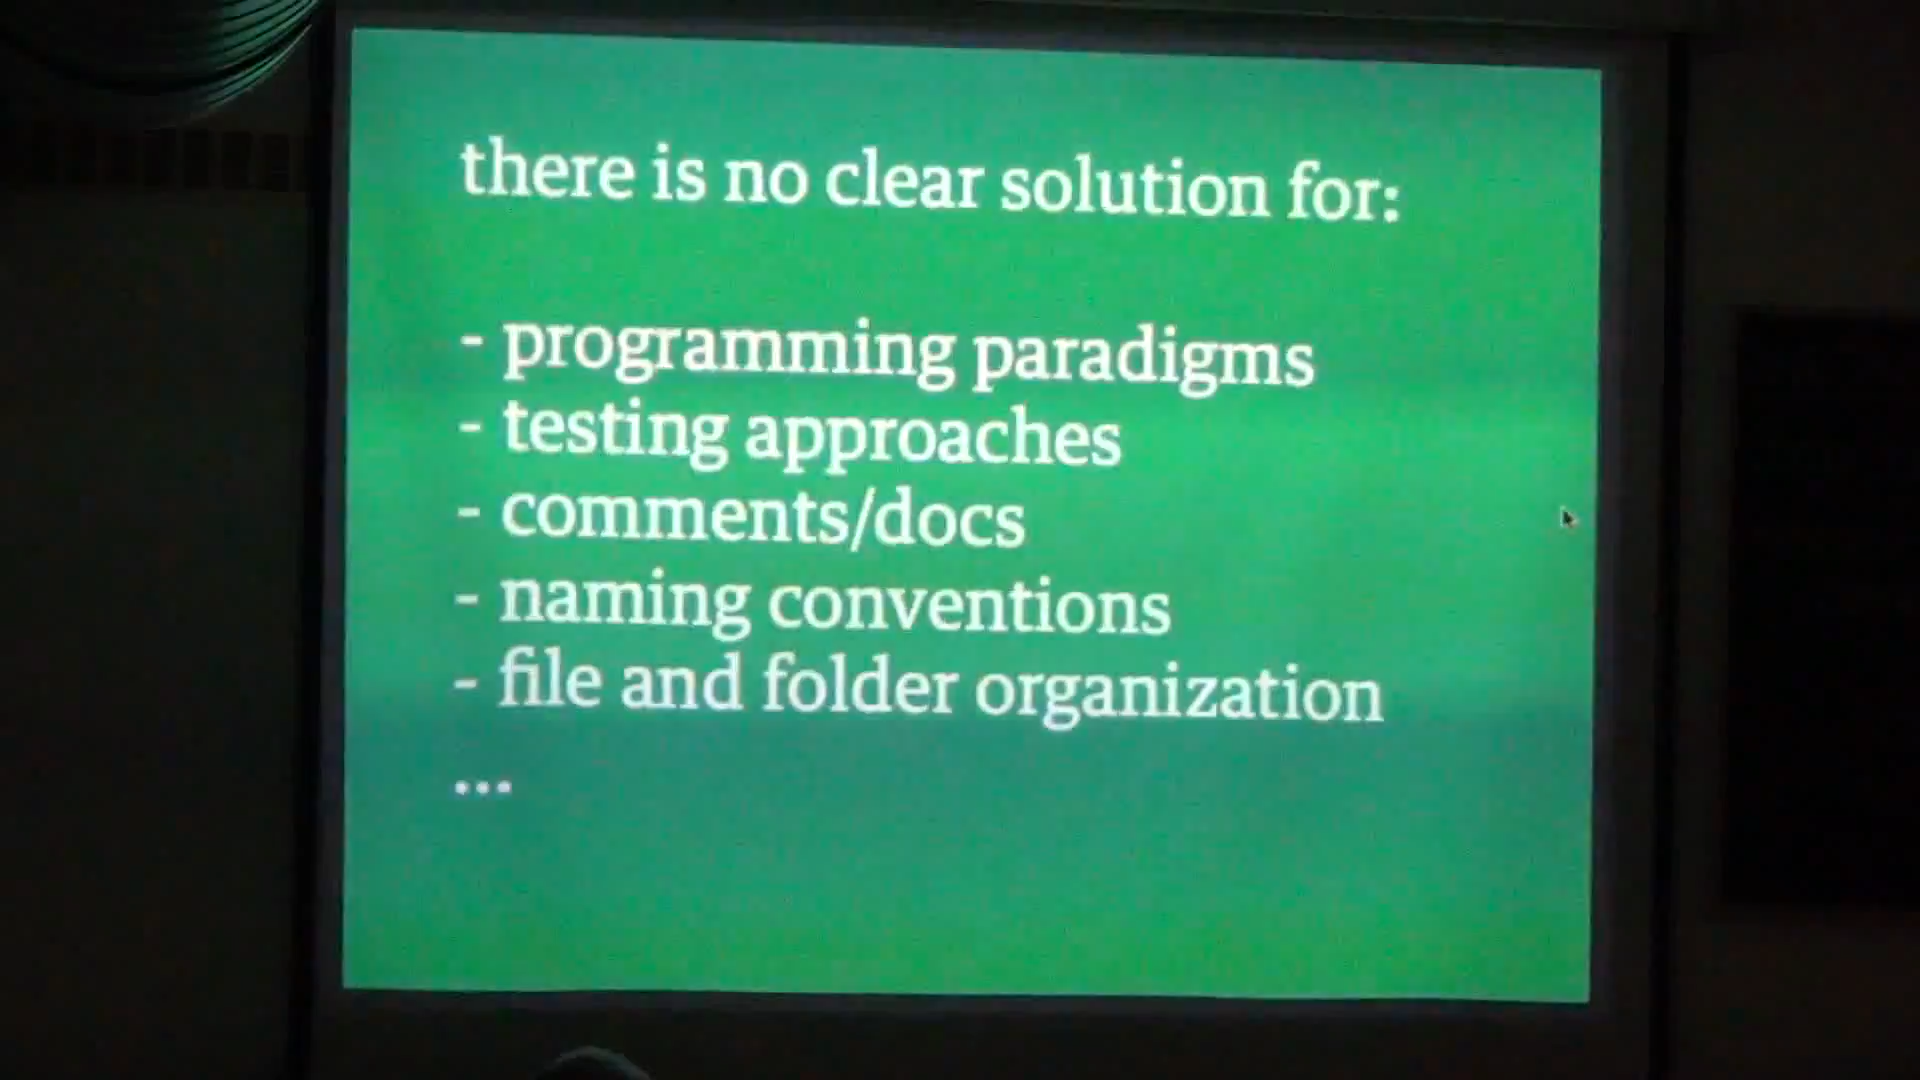 there is no clear solution for:
- programming paradigms
- testing approaches
- comments/docs
- naming conventions
- file and folder organization
...